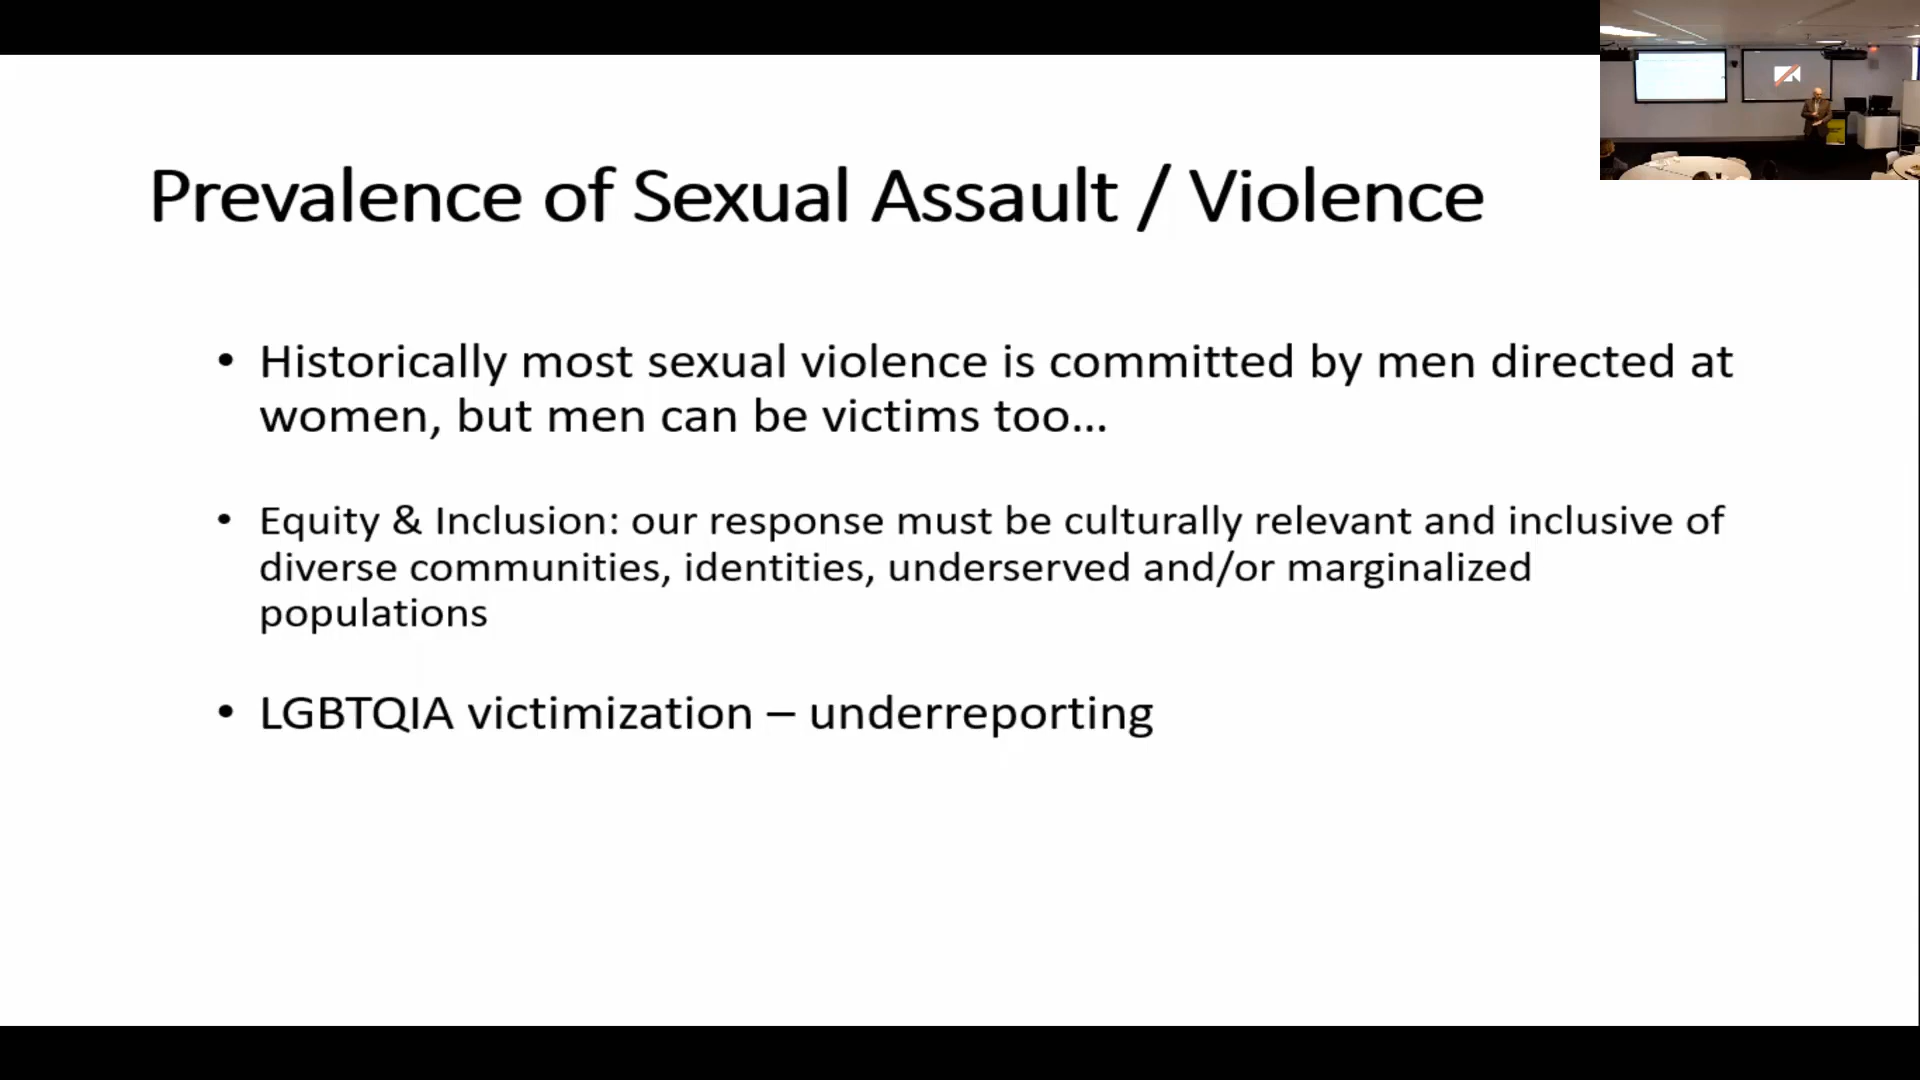 Prevalence of Sexual Assault / Violence
• Historically most sexual violence is committed by men directed at
women, but men can be victims too...
• Equity & Inclusion: our response must be culturally relevant and inclusive of
diverse communities, identities, underserved and/or marginalized
populations
• LGBTQIA victimization – underreporting